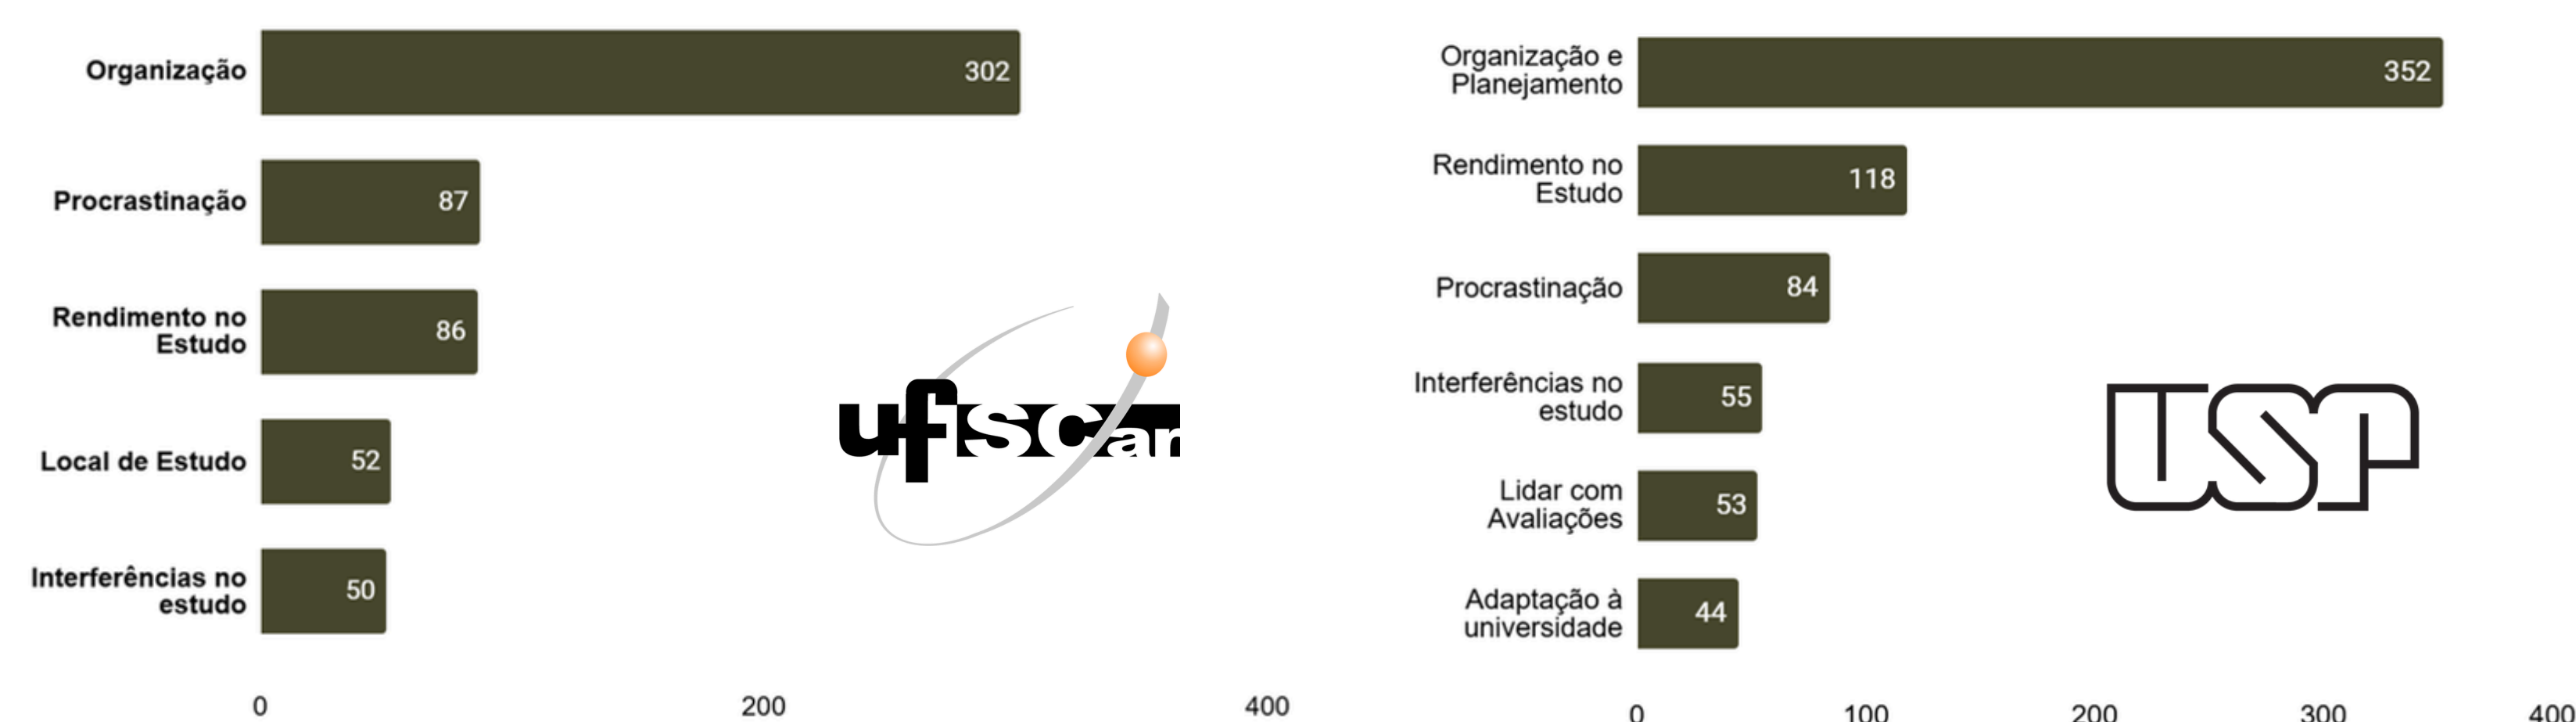 Organização
302
Procrastinação
87
Rendimento no
Estudo
86
Local de Estudo
52
Interferências no
estudo
50
0
200
400
ufscar
Organização e
Planejamento
352
Rendimento no
Estudo
118
Procrastinação
84
Interferências no
estudo
55
Lidar com
Avaliações
53
Adaptação à
universidade
44
0
100
200
300
400
USP